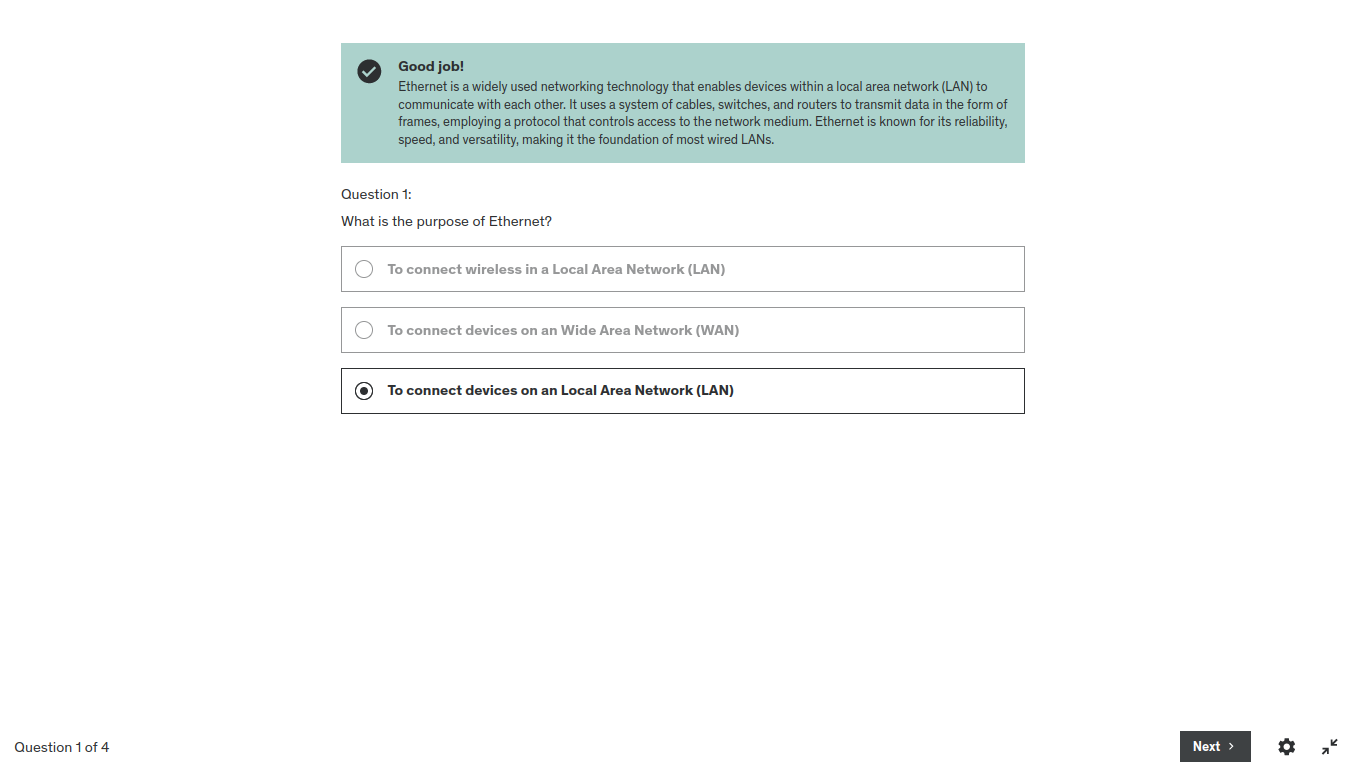 Good job!
Ethernet is a widely used networking technology that enables devices within a local area network (LAN) to
communicate with each other. It uses a system of cables, switches, and routers to transmit data in the form of
frames, employing a protocol that controls access to the network medium. Ethernet is known for its reliability,
speed, and versatility, making it the foundation of most wired LANs.
Question 1:
What is the purpose of Ethernet?
To connect wireless in a Local Area Network (LAN)
To connect devices on an Wide Area Network (WAN)
To connect devices on an Local Area Network (LAN)
Question 1 of 4
Next